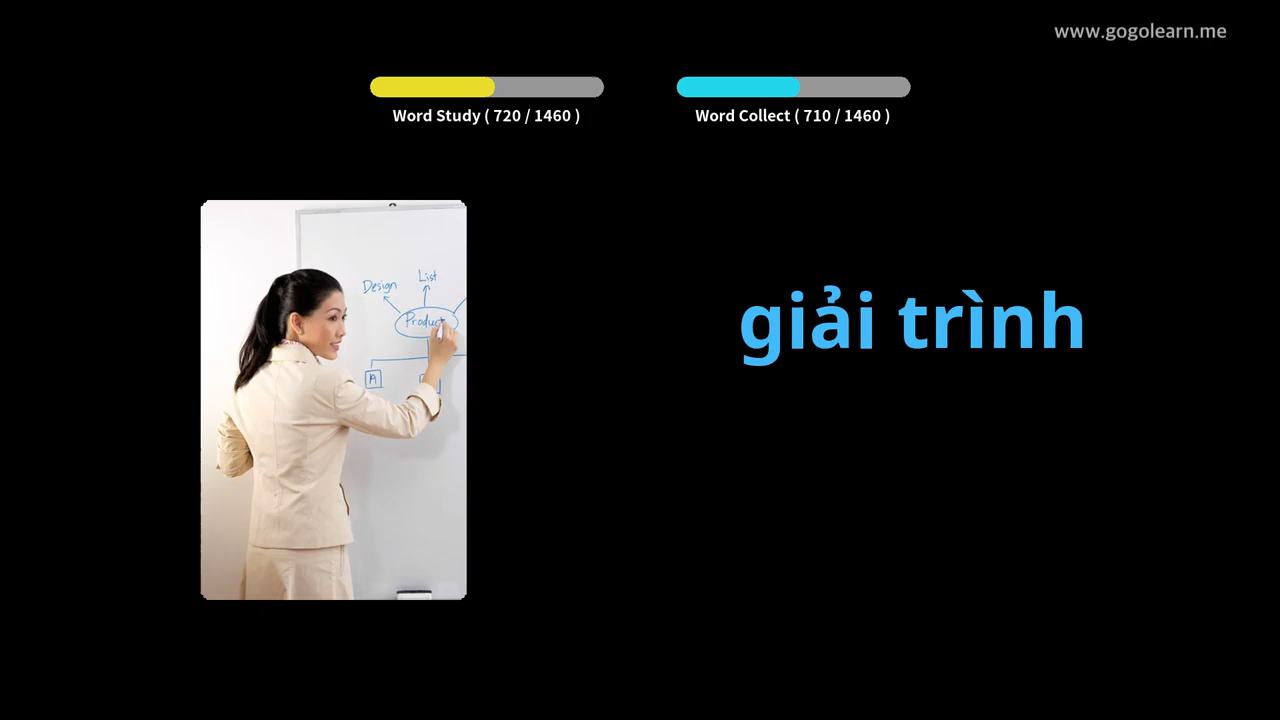 www.gogolearn.me
Word Study ( 720 / 1460 )
Word Collect ( 710 / 1460 )
giải trình
List
Design
Product
A